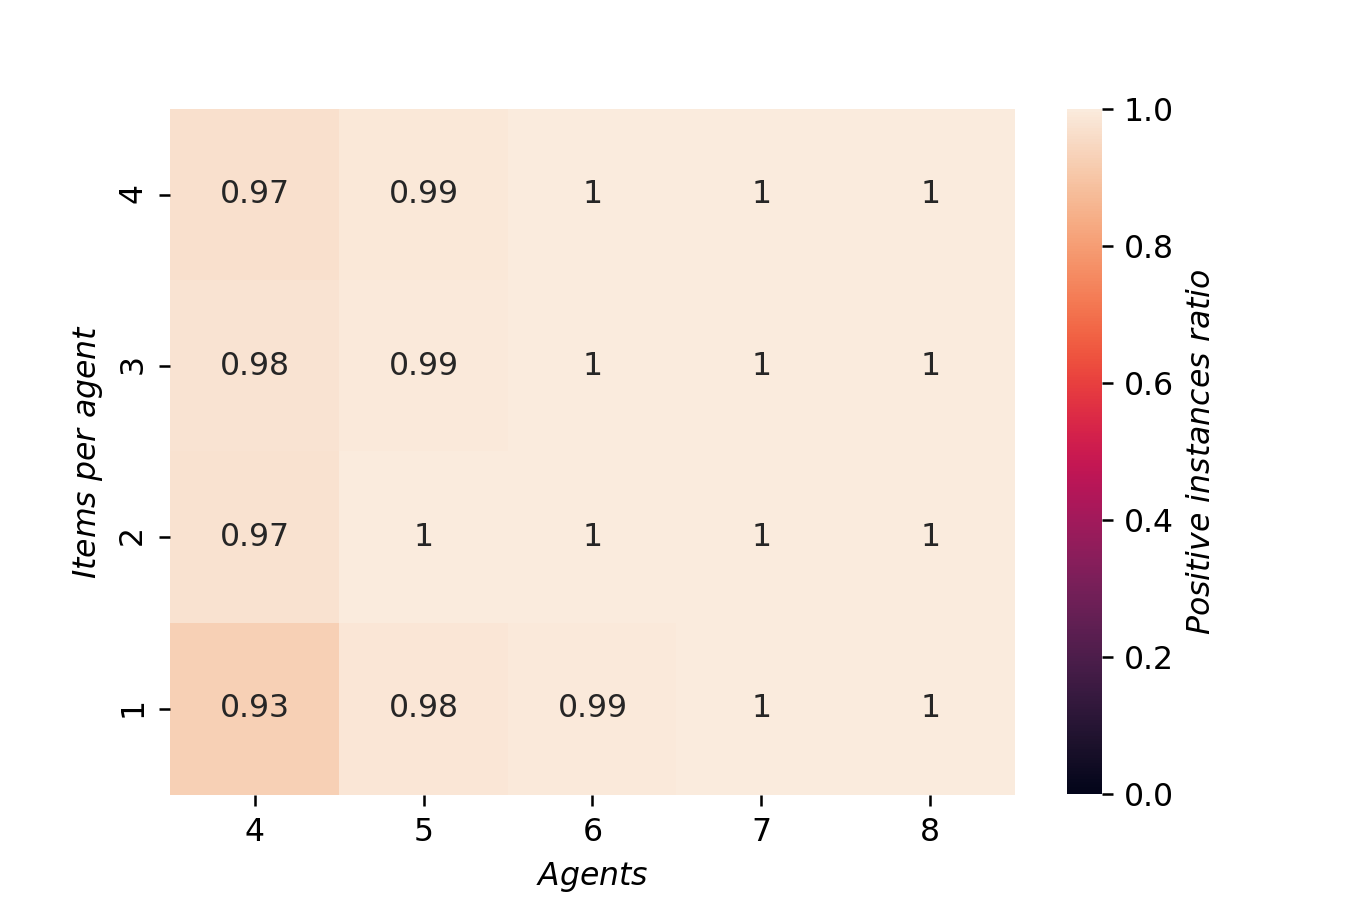 4 0.97 0.99 1 1 1
3 0.98 0.99 1 1 1
2 0.97 1 1 1 1
1 0.93 0.98 0.99 1 1
4 5 6 7 8
Agents
Items per agent
1.0
0.8
0.6
0.4
0.2
0.0
Positive instances ratio